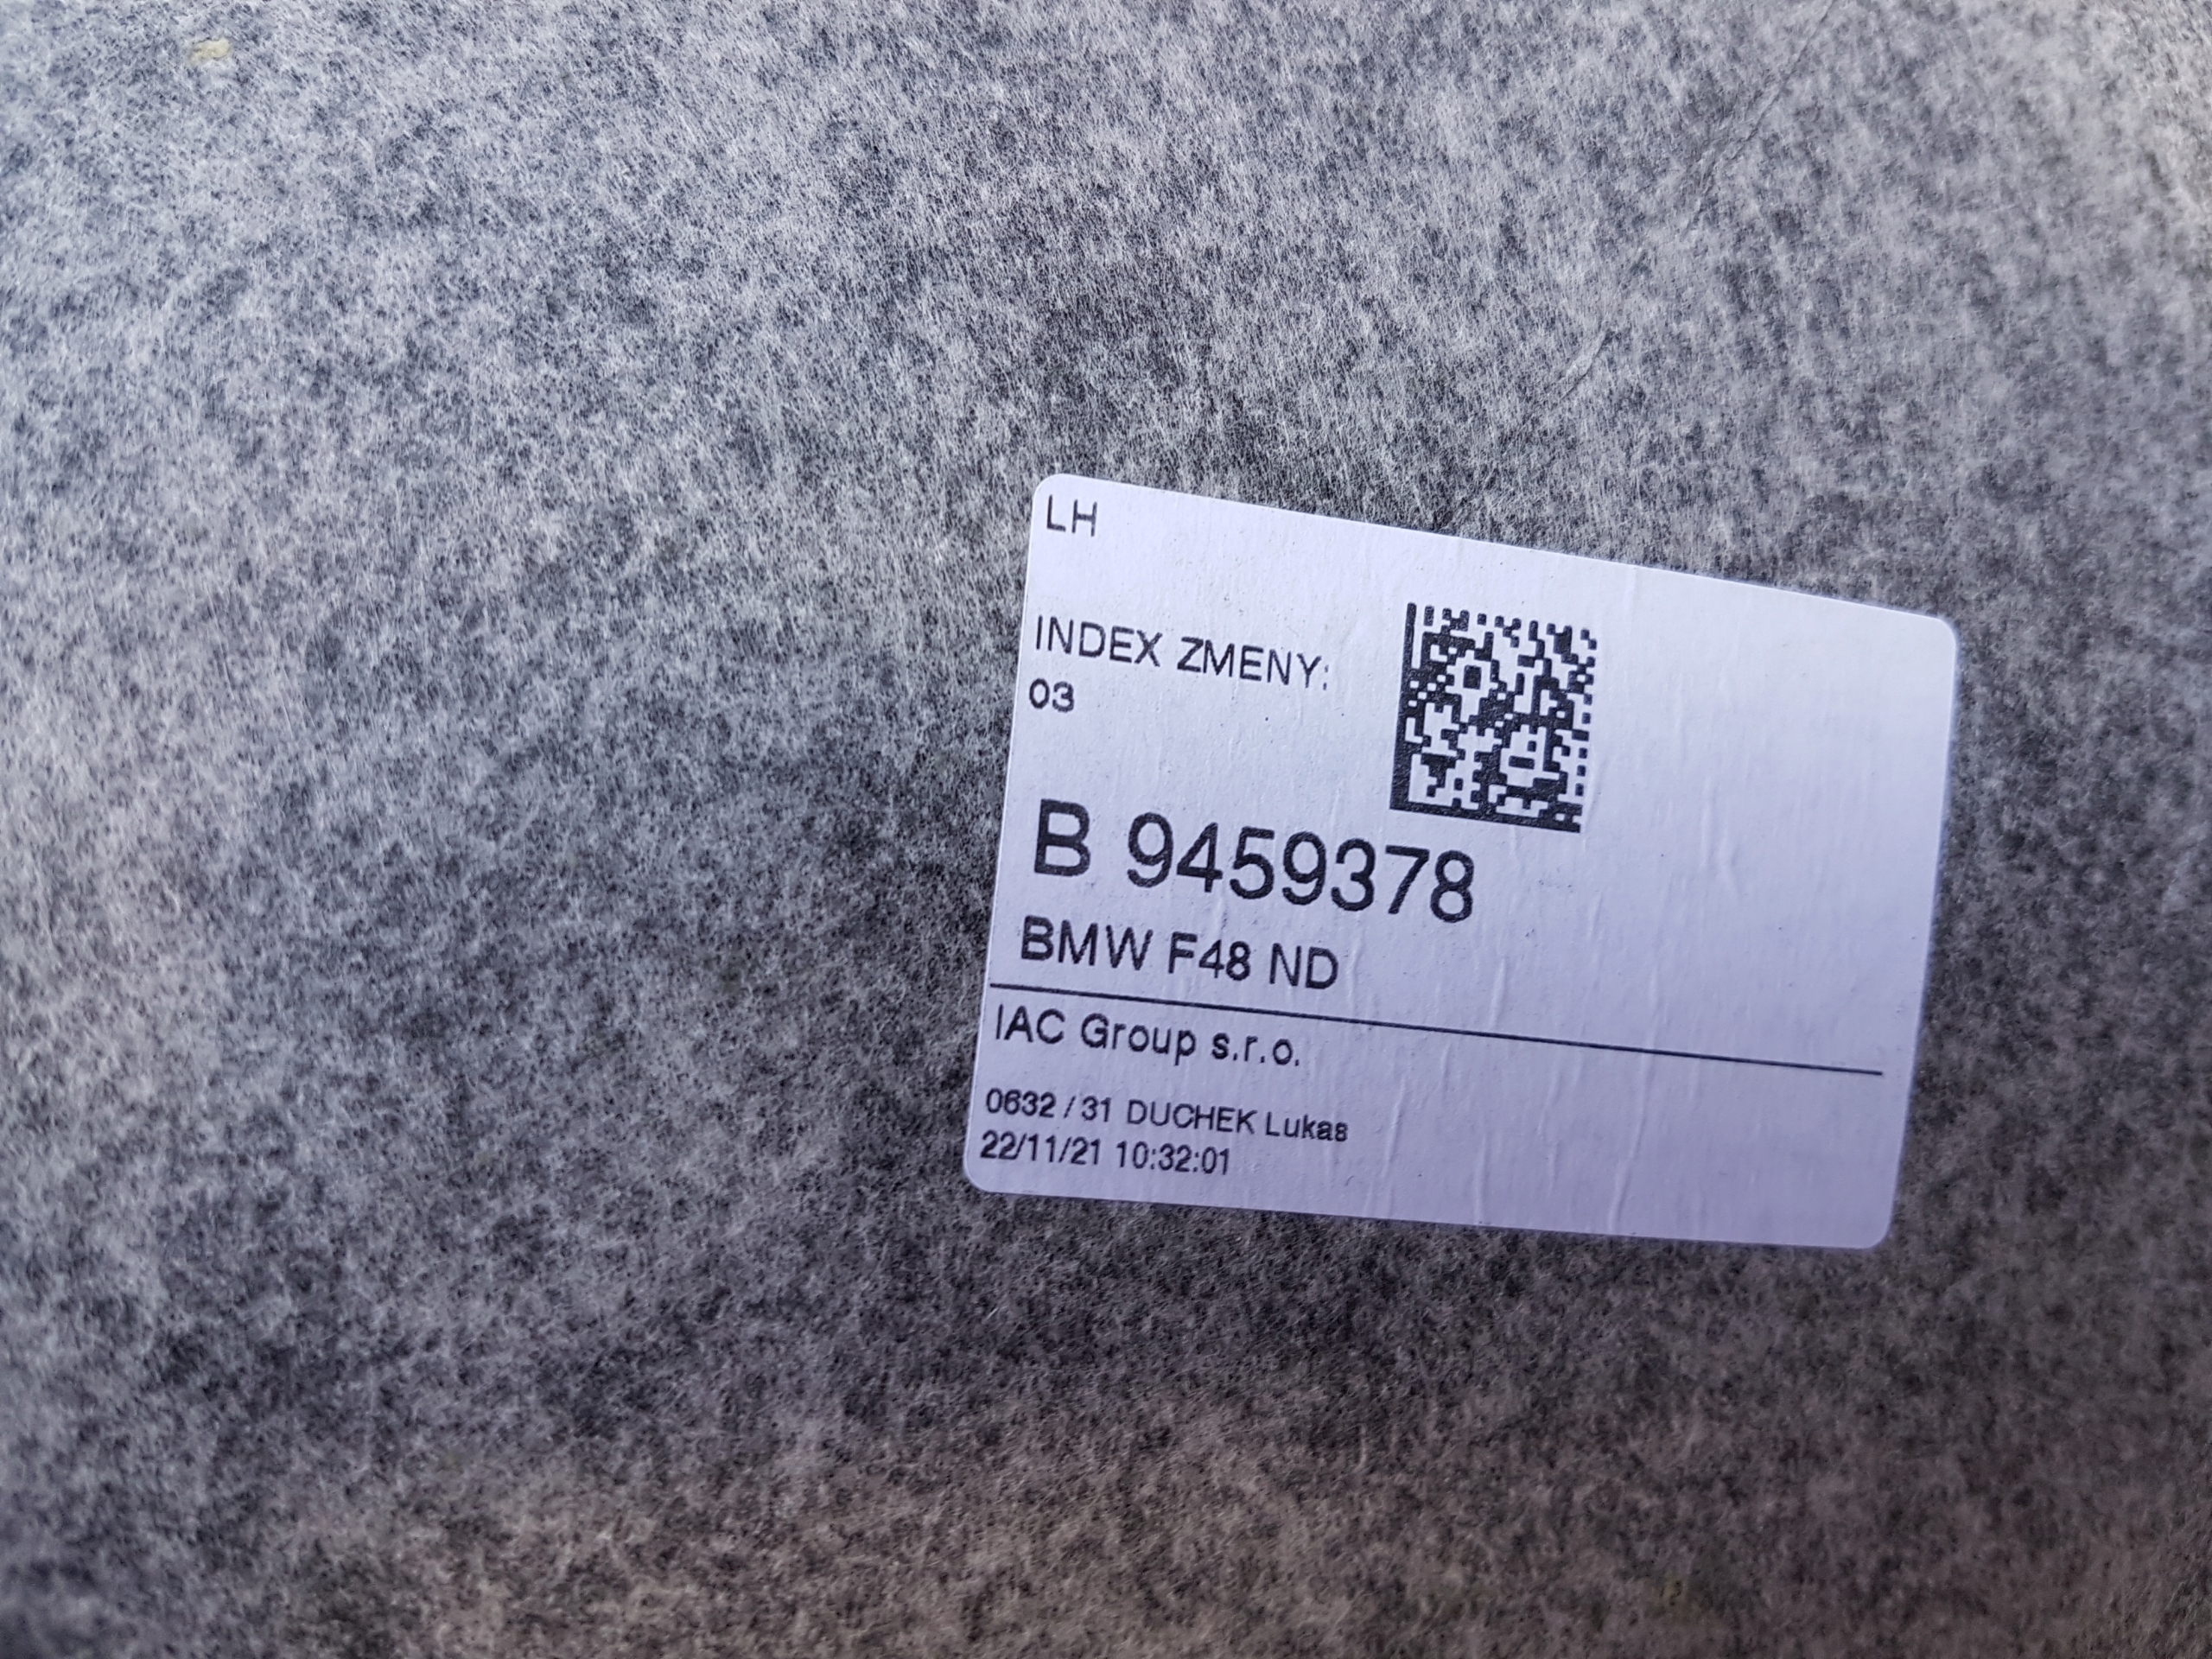 LH
INDEX ZMENY:
03
B 9459378
BMW F48 ND
IAC Group s.r.o.
0632 / 31 DUCHEK Lukas
22/11/21 10:32:01